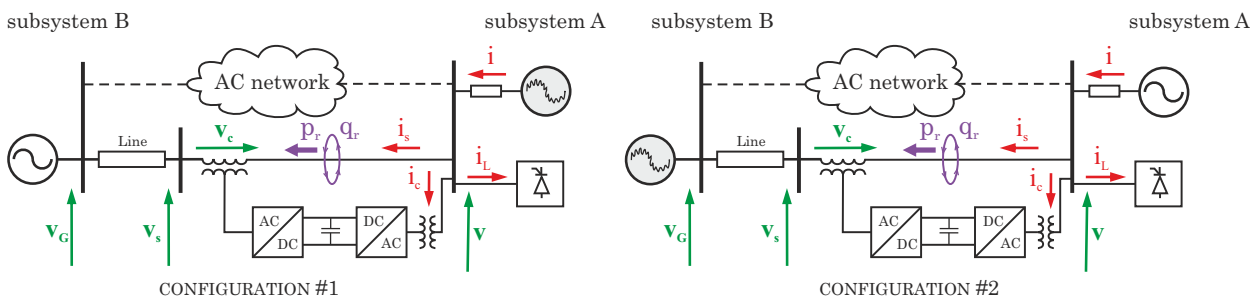 subsystem B
subsystem A
AC network
i
Line
v_c
p_r
q_r
i_s
i_L
i_c
AC
DC
DC
AC
v_G
v_s
v
CONFIGURATION #1
subsystem B
subsystem A
AC network
i
Line
v_c
p_r
q_r
i_s
i_L
i_c
AC
DC
DC
AC
v_G
v_s
v
CONFIGURATION #2